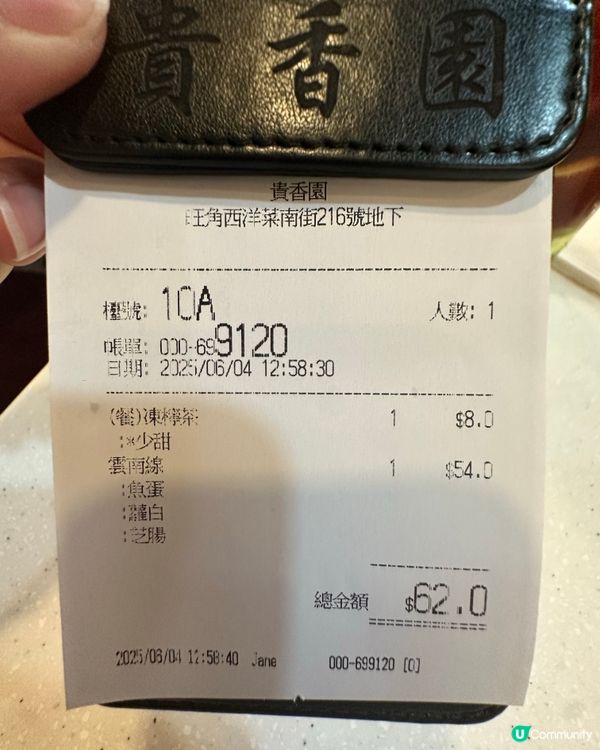 貴香園
貴香園
旺角西洋菜南街216號地下
檯號: 10A 人數: 1
帳單: 000-699120
日期: 2025/06/04 12:58:30
(餐)凍檸茶 1 $8.0
:*少甜
雲南線 1 $54.0
:魚蛋
:蘿白
:芝腸
總金額 $62.0
2025/06/04 12:58:40 Jane 000-699120 [0]
U Community